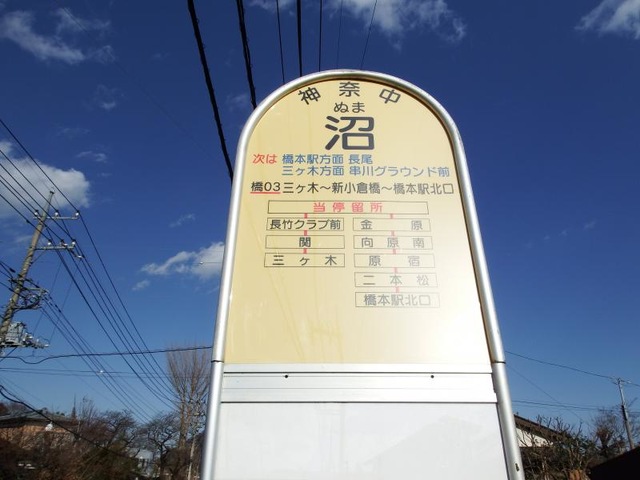 神奈中
ぬま
沼
次は 橋本駅方面 長尾
三ヶ木方面 串川グラウンド前
橋03 三ヶ木～新小倉橋～橋本駅北口
当停留所
長竹クラブ前 金原
関 向原南
三ヶ木 原宿
二本松
橋本駅北口